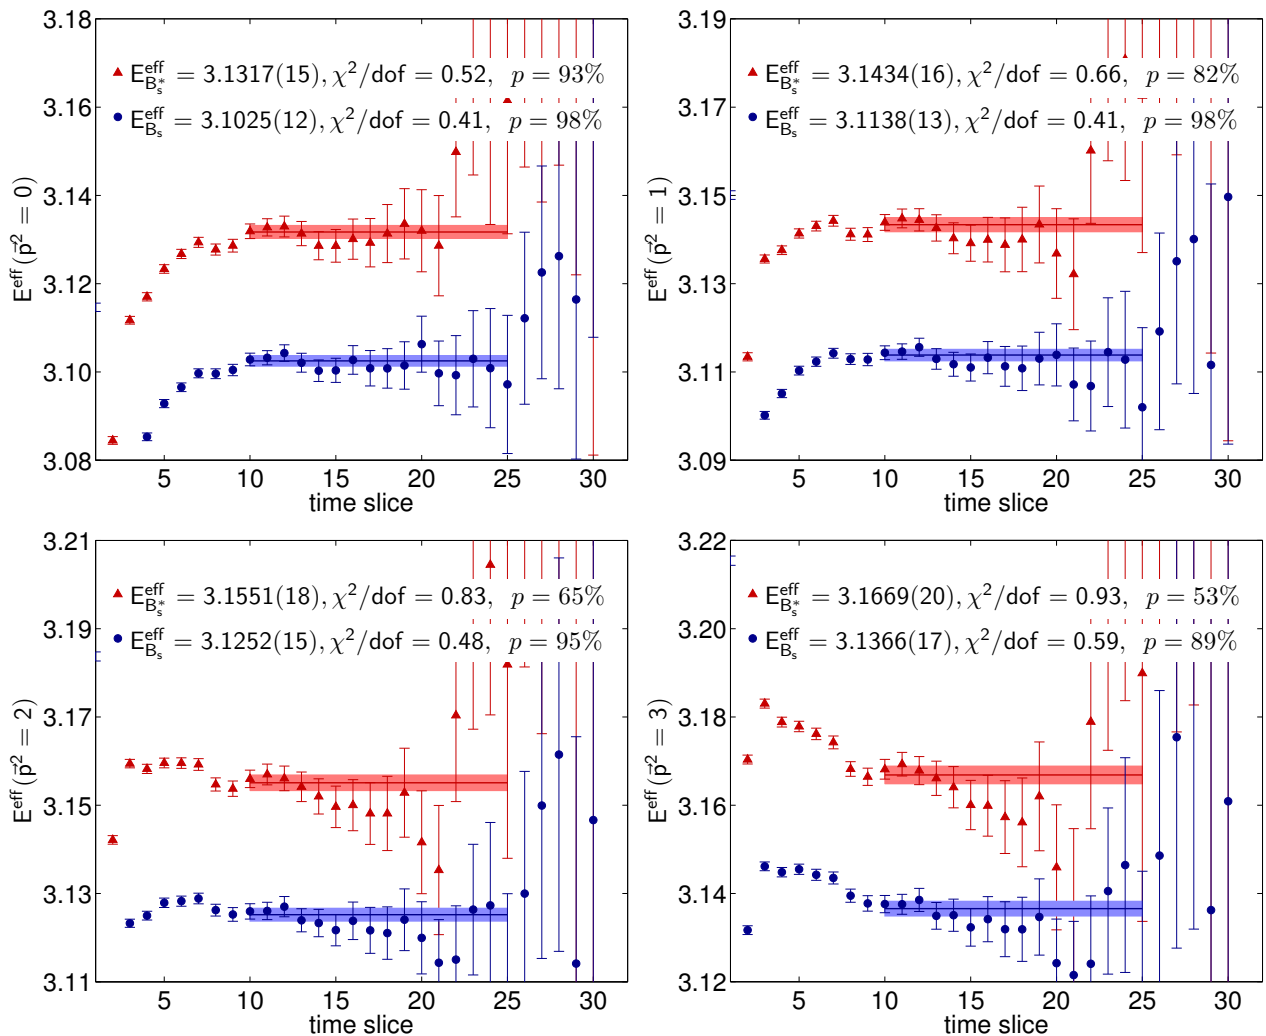 3.18
3.16
3.14
3.12
3.10
3.08
E^eff (p⃗² = 0)
▲ E^eff_{B_s^*} = 3.1317(15), χ²/dof = 0.52, p = 93%
● E^eff_{B_s} = 3.1025(12), χ²/dof = 0.41, p = 98%
5 10 15 20 25 30
time slice
3.19
3.17
3.15
3.13
3.11
3.09
E^eff (p⃗² = 1)
▲ E^eff_{B_s^*} = 3.1434(16), χ²/dof = 0.66, p = 82%
● E^eff_{B_s} = 3.1138(13), χ²/dof = 0.41, p = 98%
5 10 15 20 25 30
time slice
3.21
3.19
3.17
3.15
3.13
3.11
E^eff (p⃗² = 2)
▲ E^eff_{B_s^*} = 3.1551(18), χ²/dof = 0.83, p = 65%
● E^eff_{B_s} = 3.1252(15), χ²/dof = 0.48, p = 95%
5 10 15 20 25 30
time slice
3.22
3.20
3.18
3.16
3.14
3.12
E^eff (p⃗² = 3)
▲ E^eff_{B_s^*} = 3.1669(20), χ²/dof = 0.93, p = 53%
● E^eff_{B_s} = 3.1366(17), χ²/dof = 0.59, p = 89%
5 10 15 20 25 30
time slice